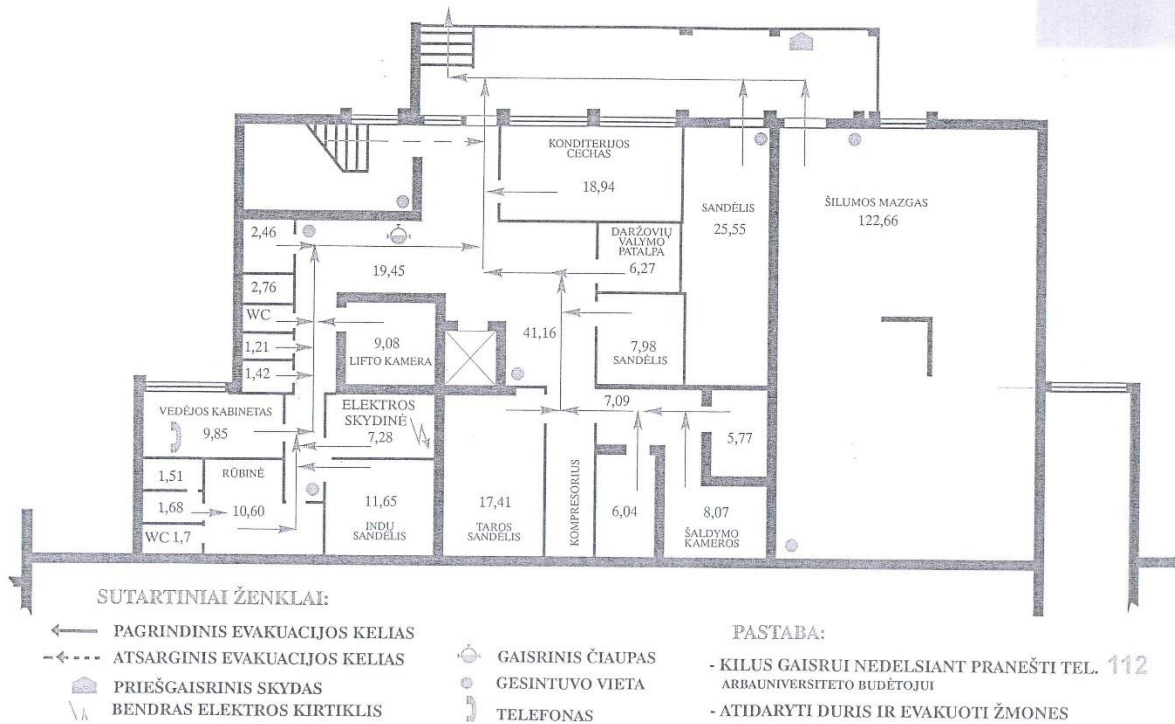 KONDITERIJOS
CECHAS
18,94
SANDĖLIS
25,55
ŠILUMOS MAZGAS
122,66
2,46
DARŽOVIŲ
VALYMO
PATALPA
6,27
19,45
2,76
WC
9,08
LIFTO KAMERA
41,16
7,98
SANDĖLIS
1,21
1,42
7,09
VEDĖJOS KABINETAS
9,85
ELEKTROS
SKYDINĖ
7,28
5,77
1,51
RŪBINĖ
1,68
10,60
11,65
INDU
SANDĖLIS
17,41
TAROS
SANDĖLIS
KOMPRESORIUS
6,04
8,07
ŠALDYMO
KAMEROS
WC 1,7
SUTARTINIAI ŽENKLAI:
PAGRINDINIS EVAKUACIJOS KELIAS
ATSARGINIS EVAKUACIJOS KELIAS
PRIEŠGAISRINIS SKYDAS
BENDRAS ELEKTROS KIRTIKLIS
GAISRINIS ČIAUPAS
GESINTUVO VIETA
TELEFONAS
PASTABA:
- KILUS GAISRUI NEDELSIANT PRANEŠTI TEL. 112
ARBAUNIVERSITETO BUDĖTOJUI
- ATIDARYTI DURIS IR EVAKUOTI ŽMONES